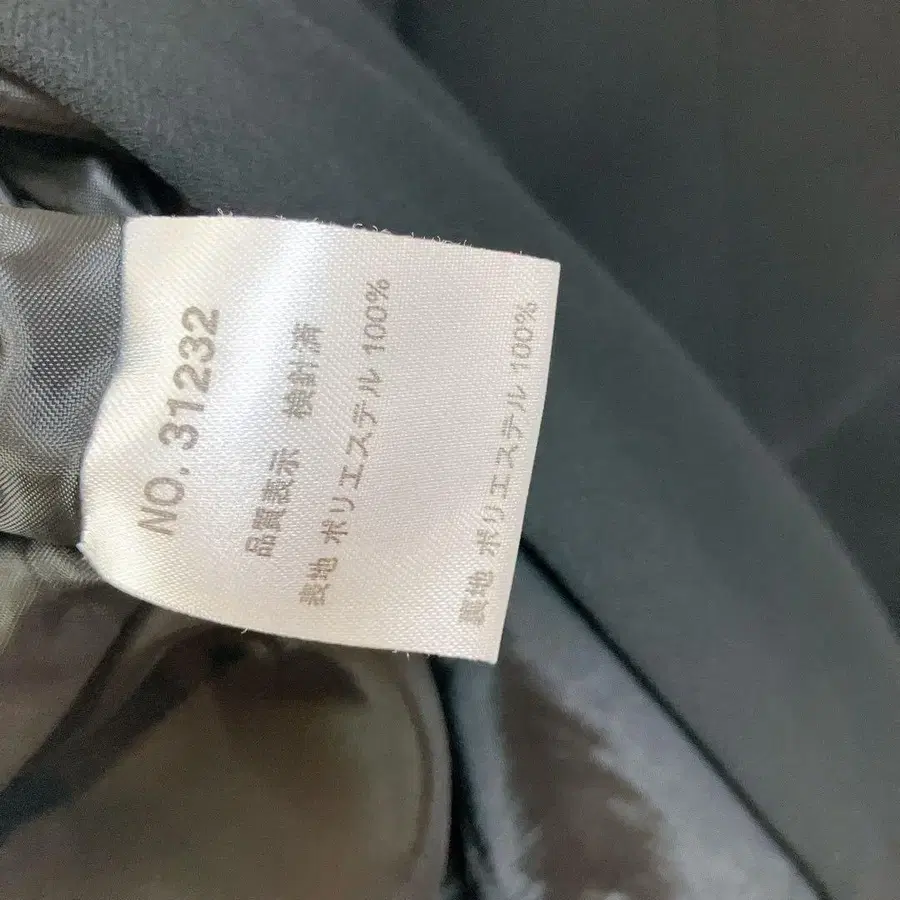 NO. 31232
品質表示 検針済
表地 ポリエステル 100%
裏地 ポリエステル 100%